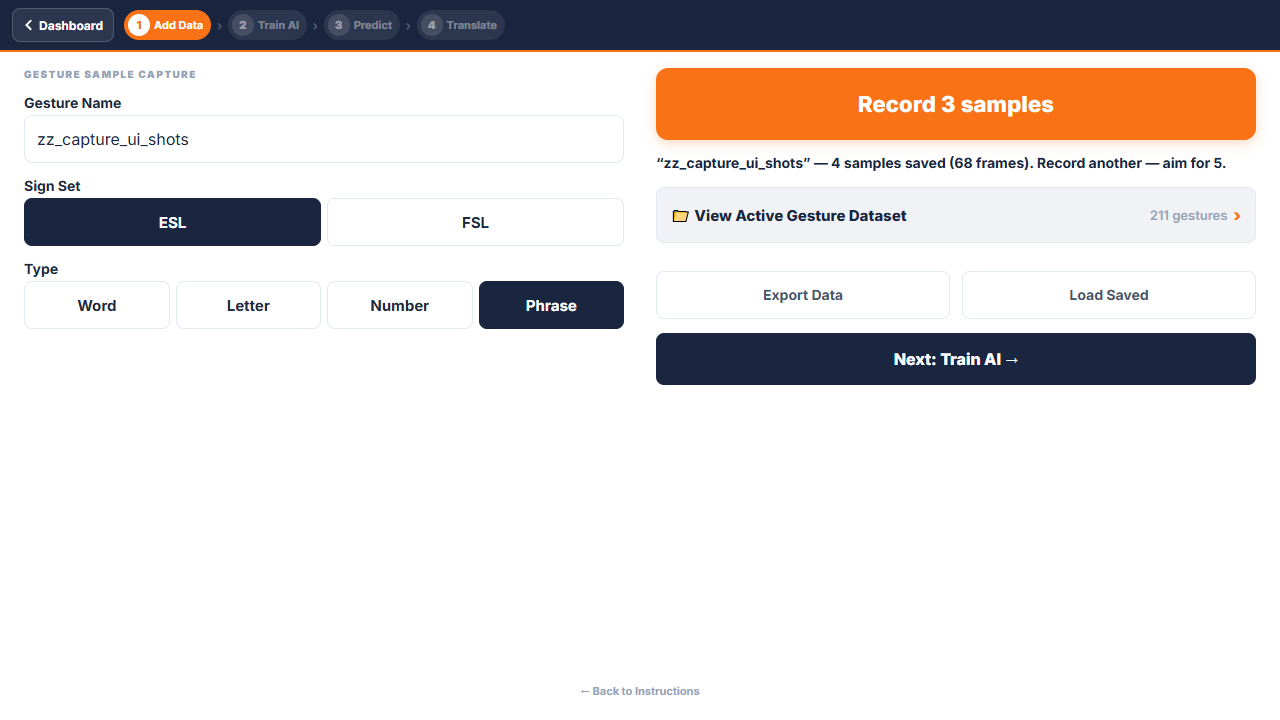 Dashboard
1 Add Data
2 Train AI
3 Predict
4 Translate
GESTURE SAMPLE CAPTURE
Gesture Name
zz_capture_ui_shots
Sign Set
ESL
FSL
Type
Word
Letter
Number
Phrase
Record 3 samples
“zz_capture_ui_shots” — 4 samples saved (68 frames). Record another — aim for 5.
View Active Gesture Dataset
211 gestures
Export Data
Load Saved
Next: Train AI →
← Back to Instructions